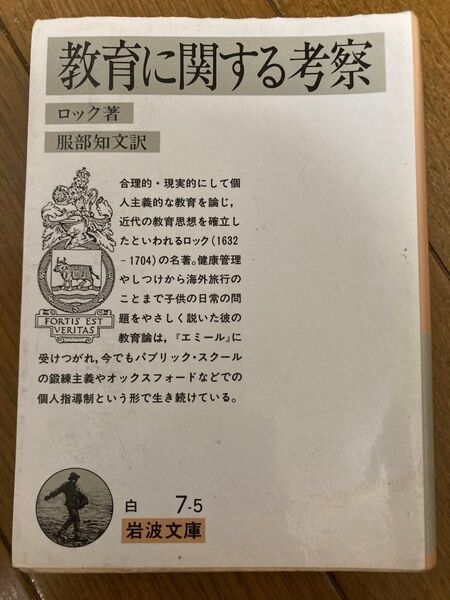 教育に関する考察
ロック著
服部知文訳
合理的・現実的にして個
人主義的な教育を論じ,
近代の教育思想を確立し
たといわれるロック(1632
-1704)の名著。健康管理
やしつけから海外旅行の
ことまで子供の日常の問
題をやさしく説いた彼の
教育論は,『エミール』に
受けつがれ,今でもパブリック・スクール
の鍛練主義やオックスフォードなどでの
個人指導制という形で生き続けている。
FORTIS EST
VERITAS
白 7-5
岩波文庫